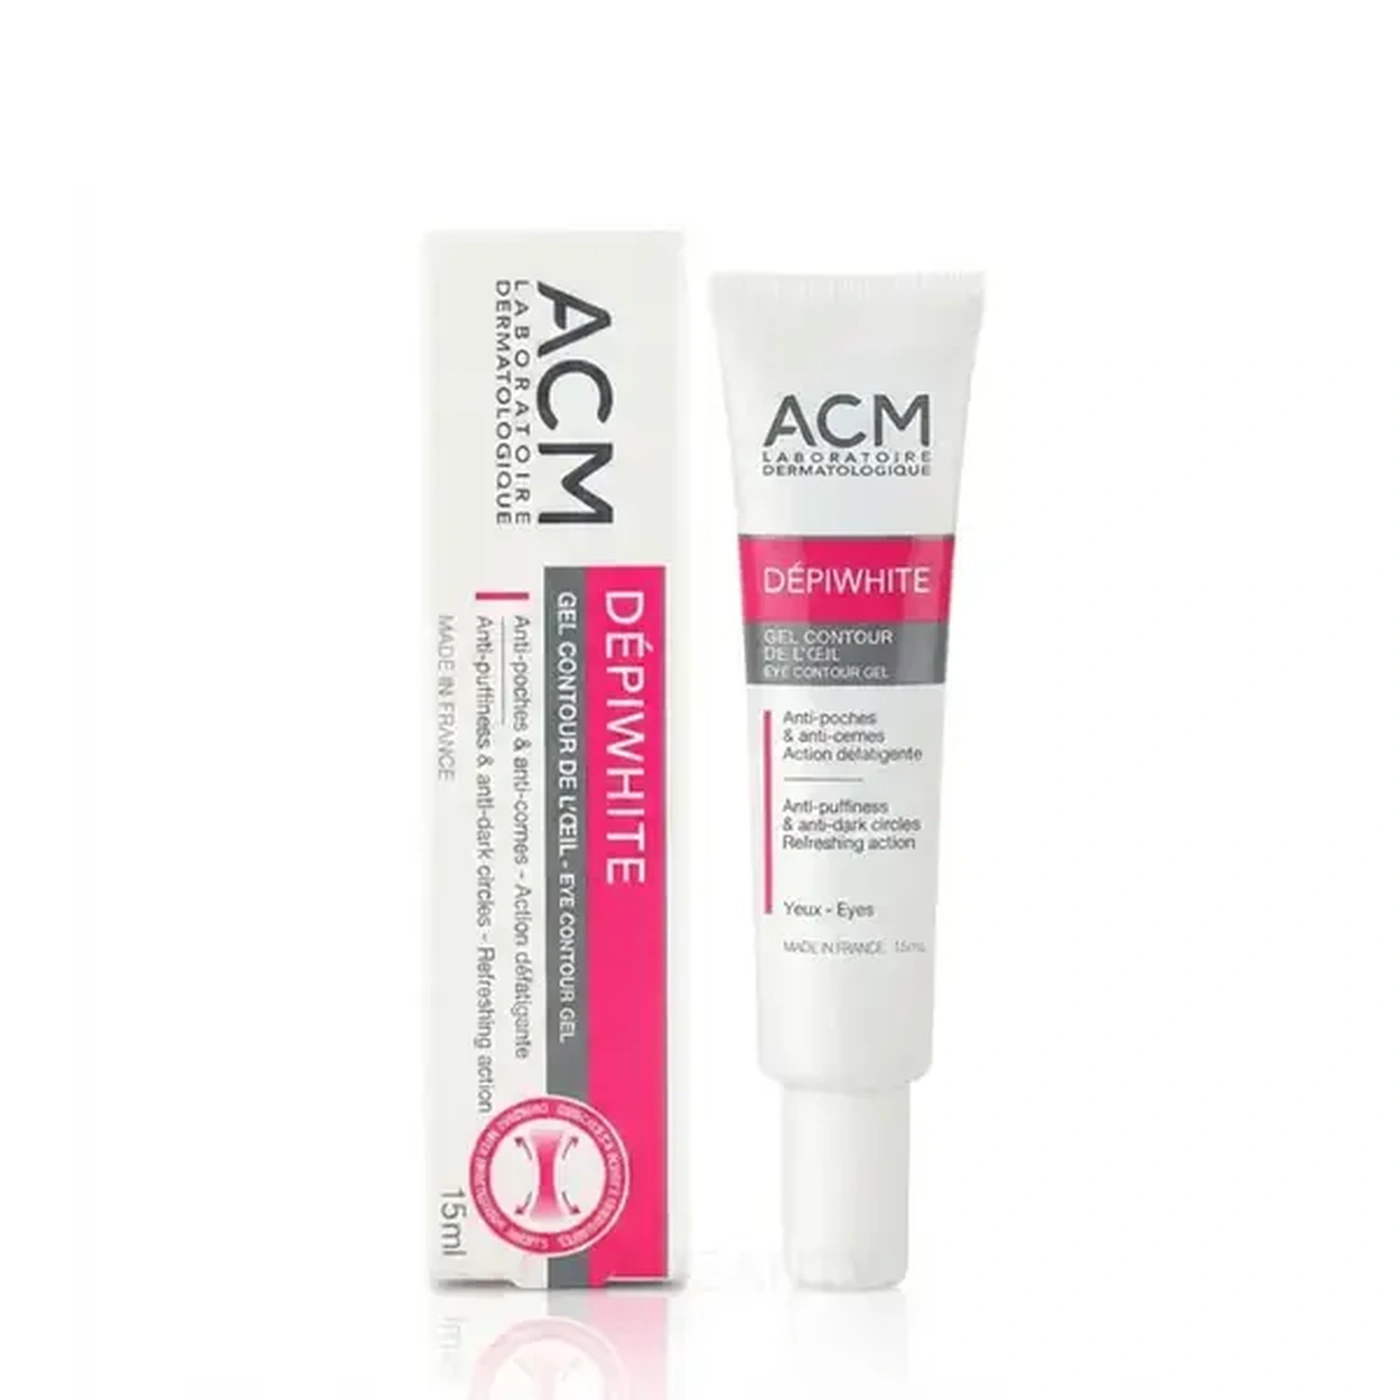 ACM
LABORATOIRE
DERMATOLOGIQUE
DÉPIWHITE
GEL CONTOUR DE L'ŒIL - EYE CONTOUR GEL
Anti-poches & anti-cernes - Action défatigante
Anti-puffiness & anti-dark circles - Refreshing action
MADE IN FRANCE
15ml
ACM
LABORATOIRE
DERMATOLOGIQUE
DÉPIWHITE
GEL CONTOUR
DE L'ŒIL
EYE CONTOUR GEL
Anti-poches
& anti-cernes
Action défatigante
Anti-puffiness
& anti-dark circles
Refreshing action
Yeux - Eyes
MADE IN FRANCE 15mL